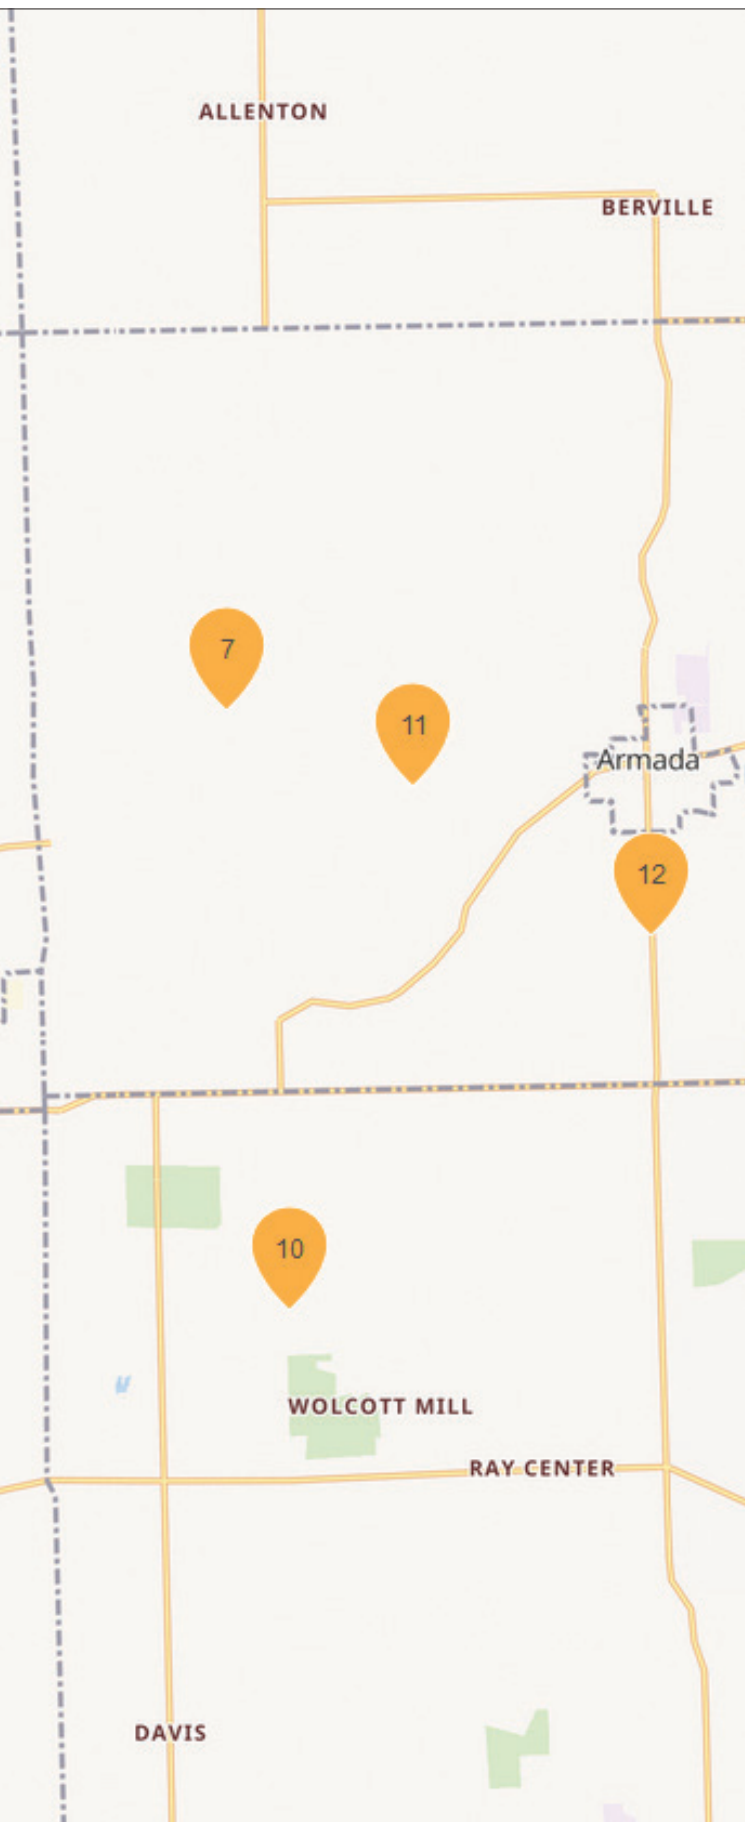 ALLENTON
BERVILLE
7
11
Armada
12
10
WOLCOTT MILL
RAY CENTER
DAVIS